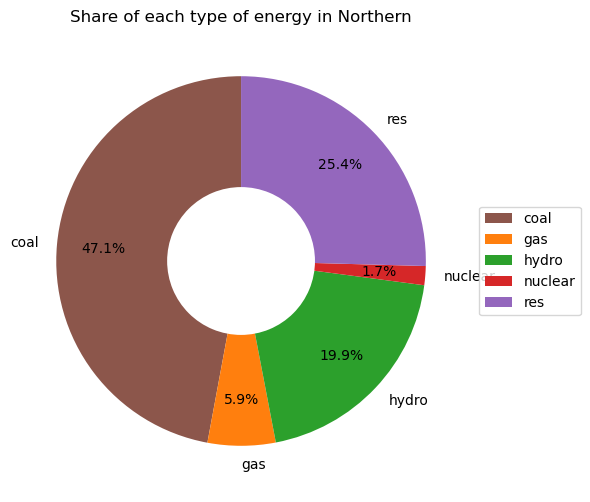 Share of each type of energy in Northern
res
25.4%
coal
47.1%
nuclear
1.7%
19.9%
hydro
5.9%
gas
coal
gas
hydro
nuclear
res